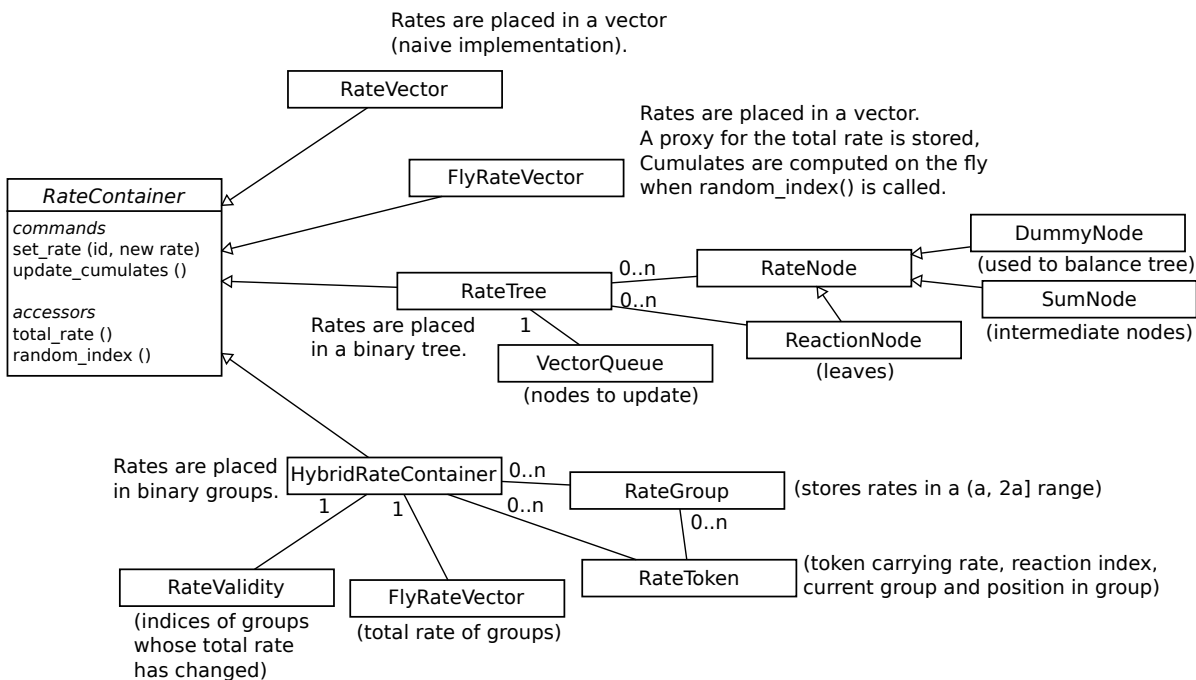 Rates are placed in a vector
(naive implementation).
RateVector
Rates are placed in a vector.
A proxy for the total rate is stored,
Cumulates are computed on the fly
when random_index() is called.
FlyRateVector
RateContainer
commands
set_rate (id, new rate)
update_cumulates ()
accessors
total_rate ()
random_index ()
DummyNode
(used to balance tree)
RateNode
0..n
RateTree
0..n
SumNode
(intermediate nodes)
Rates are placed
in a binary tree.
1
ReactionNode
(leaves)
VectorQueue
(nodes to update)
Rates are placed
in binary groups.
HybridRateContainer
0..n
RateGroup
(stores rates in a (a, 2a] range)
1
1
0..n
0..n
RateToken
(token carrying rate, reaction index,
current group and position in group)
RateValidity
(indices of groups
whose total rate
has changed)
FlyRateVector
(total rate of groups)